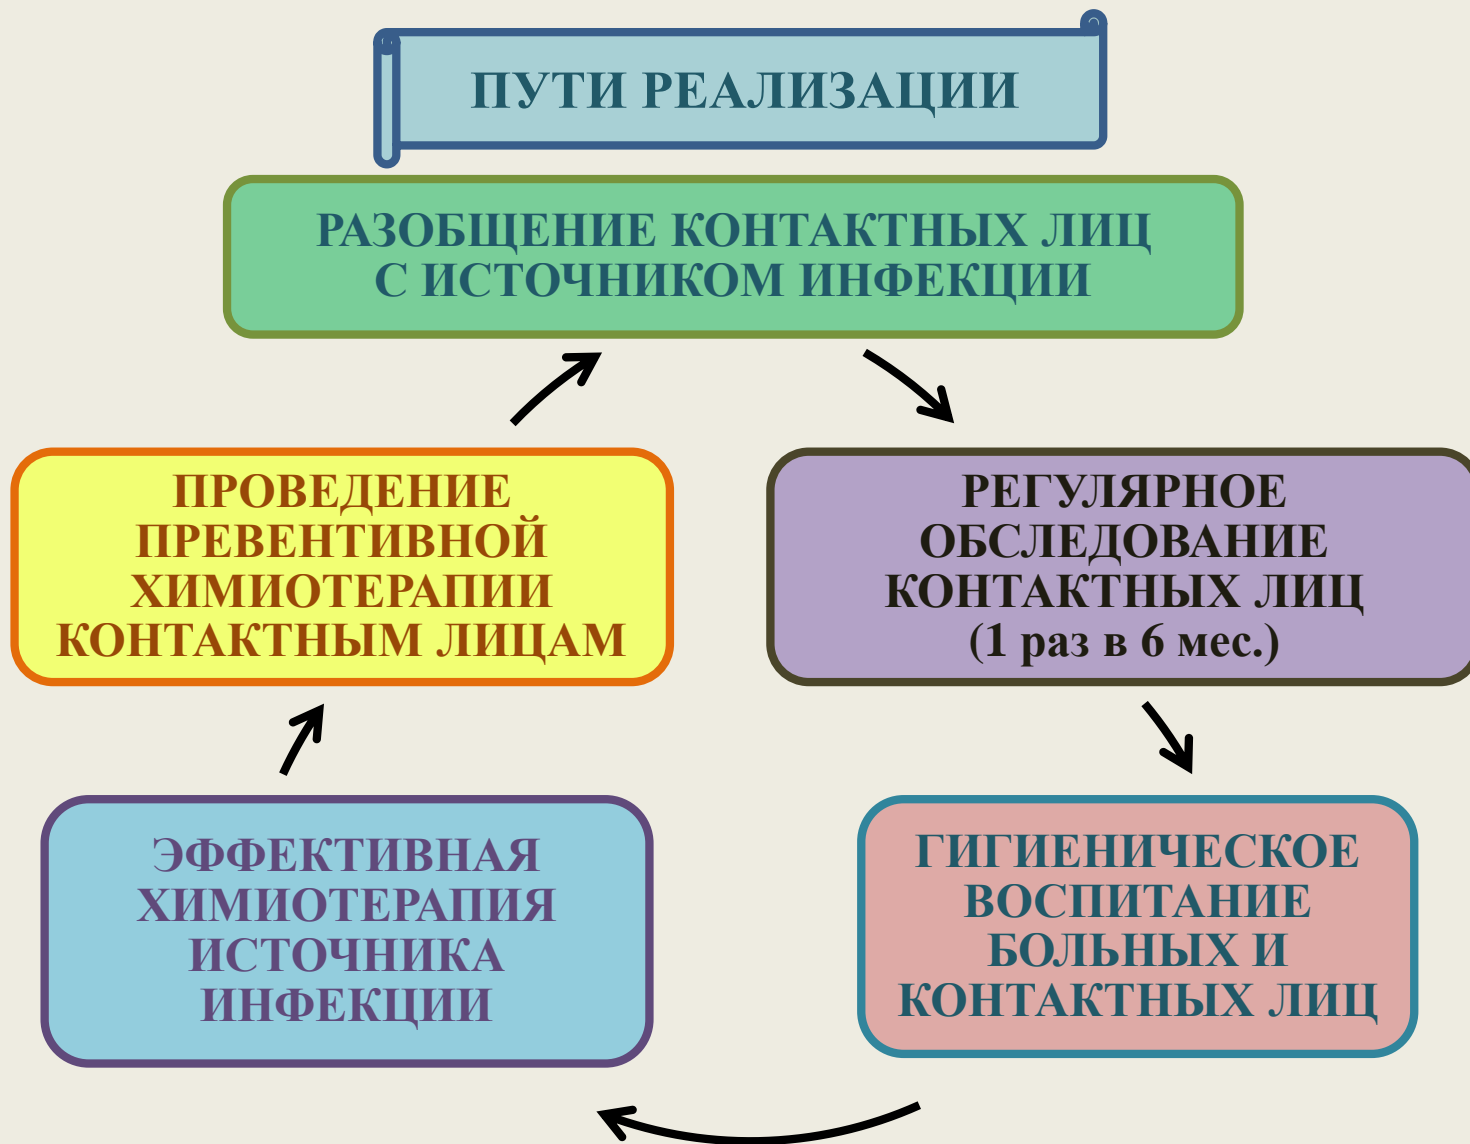 ПУТИ РЕАЛИЗАЦИИ
РАЗОБЩЕНИЕ КОНТАКТНЫХ ЛИЦ
С ИСТОЧНИКОМ ИНФЕКЦИИ
РЕГУЛЯРНОЕ
ОБСЛЕДОВАНИЕ
КОНТАКТНЫХ ЛИЦ
(1 раз в 6 мес.)
ГИГИЕНИЧЕСКОЕ
ВОСПИТАНИЕ
БОЛЬНЫХ И
КОНТАКТНЫХ ЛИЦ
ЭФФЕКТИВНАЯ
ХИМИОТЕРАПИЯ
ИСТОЧНИКА
ИНФЕКЦИИ
ПРОВЕДЕНИЕ
ПРЕВЕНТИВНОЙ
ХИМИОТЕРАПИИ
КОНТАКТНЫМ ЛИЦАМ